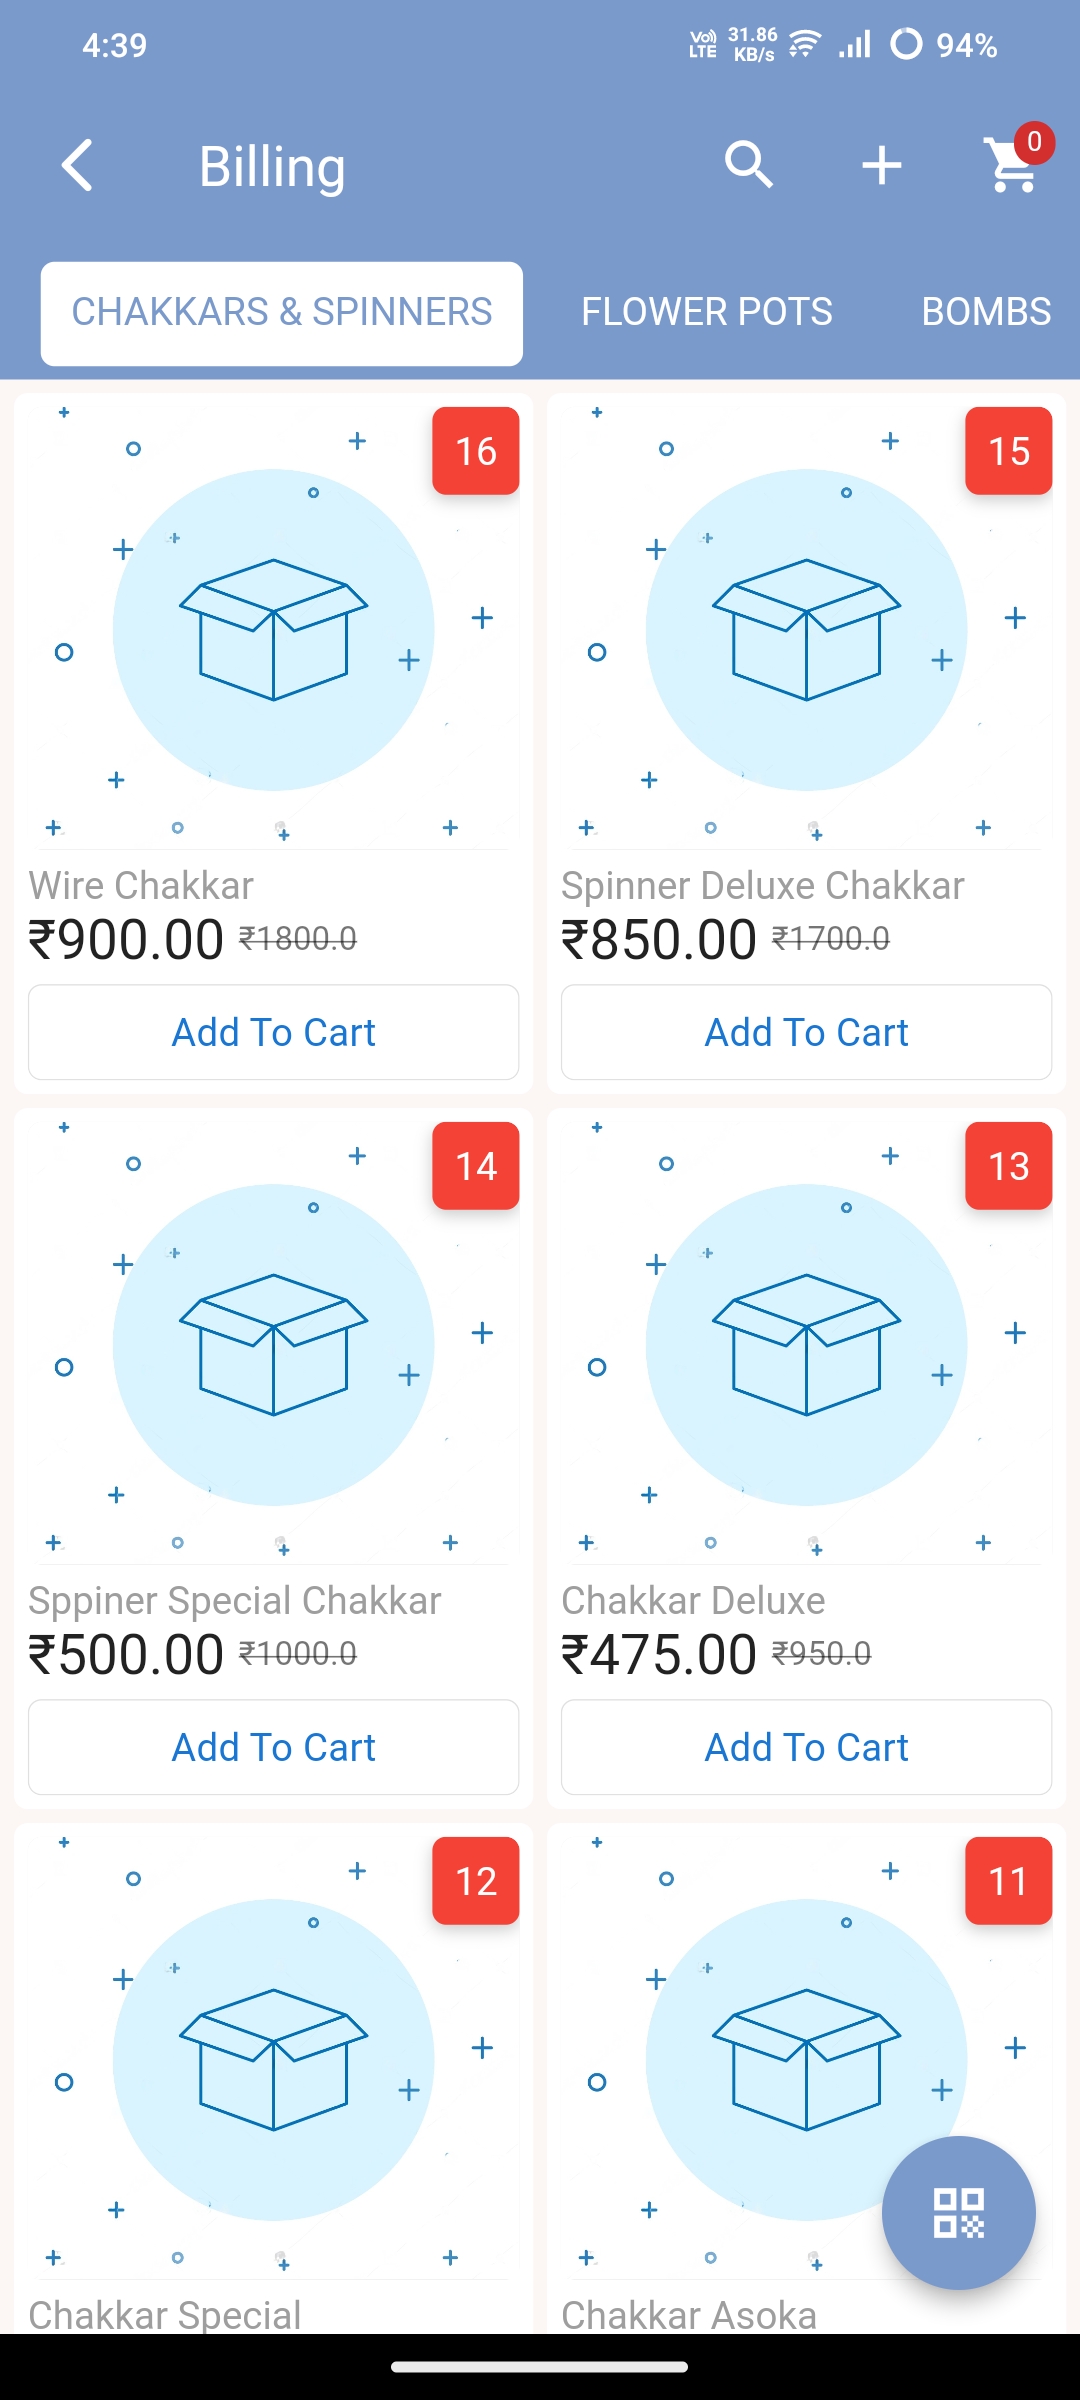 4:39
Vo)) LTE 31.86 KB/s 94%
Billing
0
CHAKKARS & SPINNERS FLOWER POTS BOMBS
16
15
Wire Chakkar
₹900.00 ₹1800.0
Add To Cart
Spinner Deluxe Chakkar
₹850.00 ₹1700.0
Add To Cart
14
13
Sppiner Special Chakkar
₹500.00 ₹1000.0
Add To Cart
Chakkar Deluxe
₹475.00 ₹950.0
Add To Cart
12
11
Chakkar Special
Chakkar Asoka